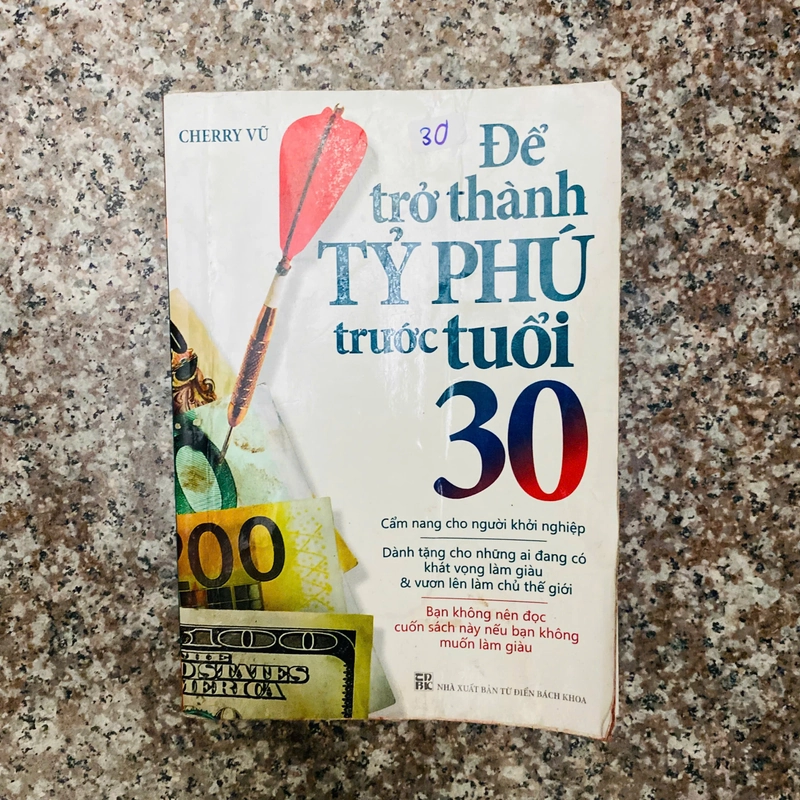 CHERRY VŨ
30
Để
trở thành
TỶ PHÚ
trước tuổi
30
Cẩm nang cho người khởi nghiệp
Dành tặng cho những ai đang có
khát vọng làm giàu
& vươn lên làm chủ thế giới
Bạn không nên đọc
cuốn sách này nếu bạn không
muốn làm giàu
NHÀ XUẤT BẢN TỪ ĐIỂN BÁCH KHOA
200
100